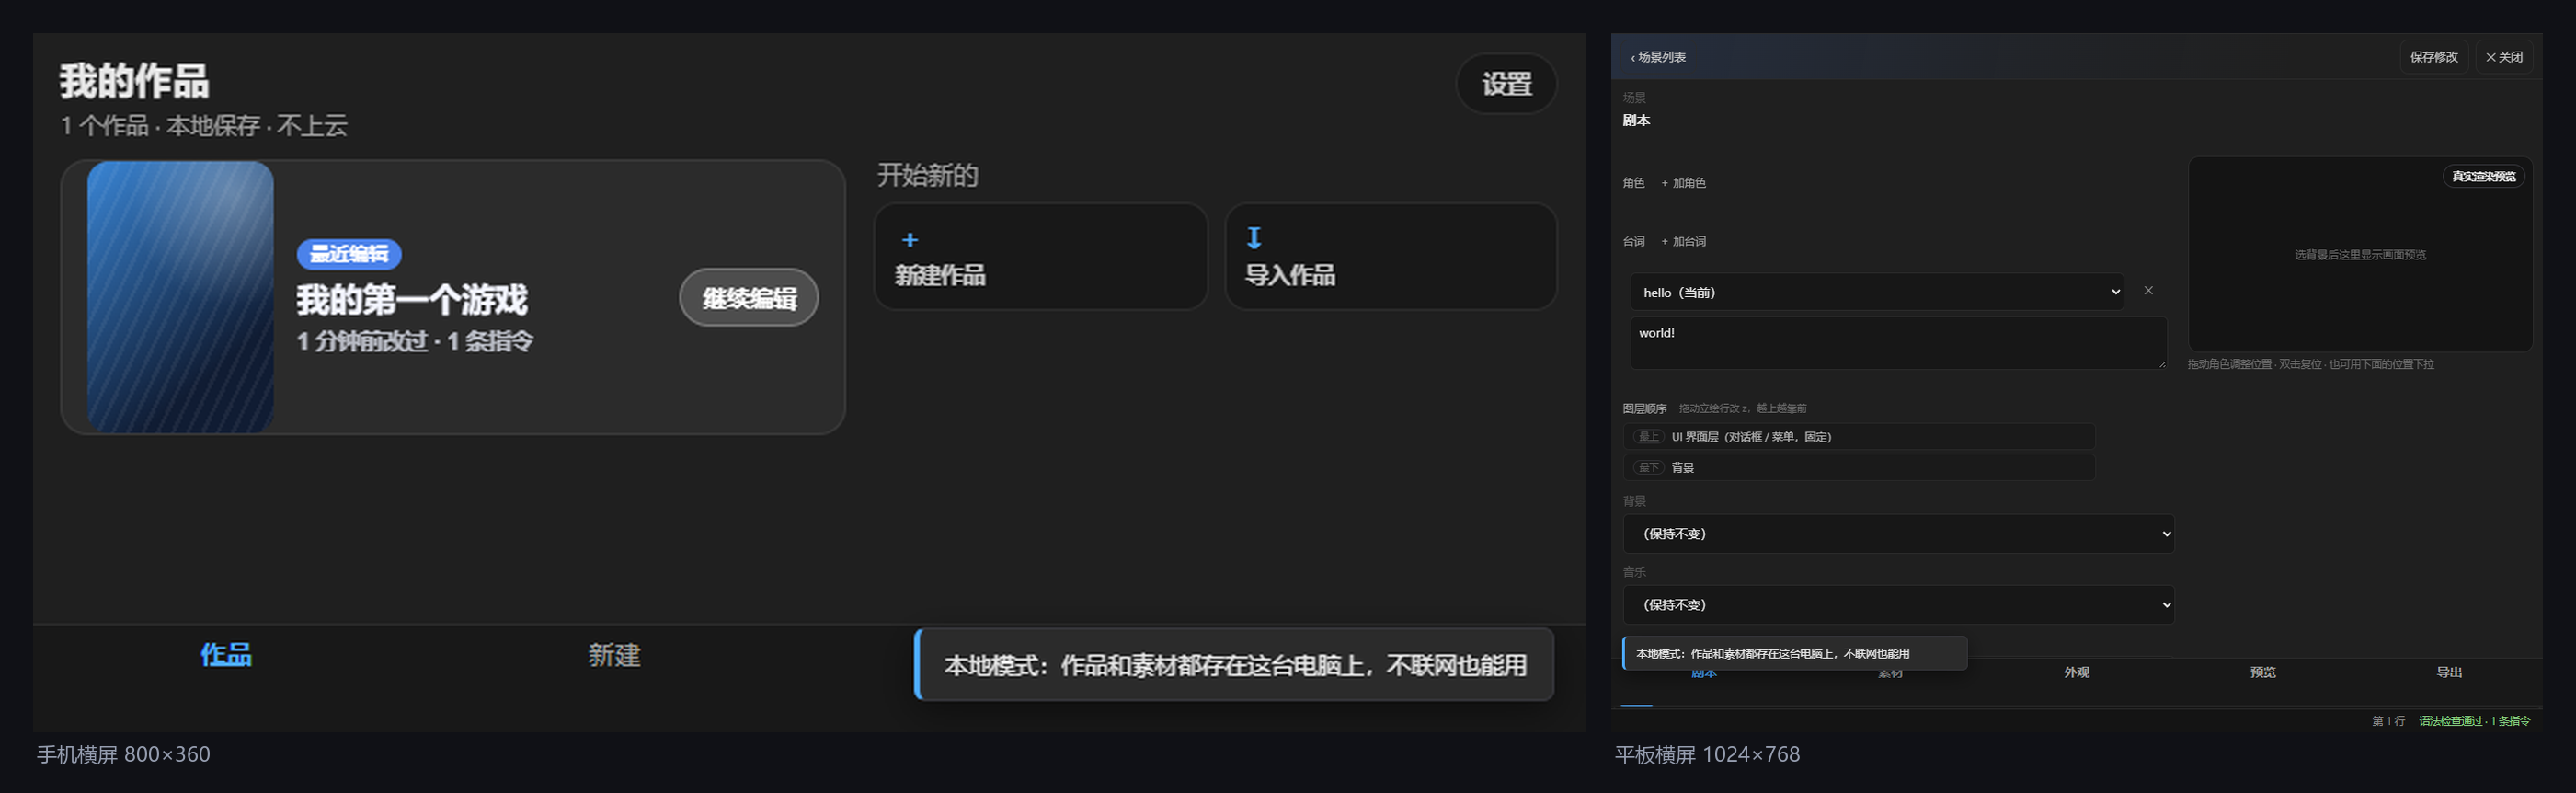 我的作品
设置
1 个作品 · 本地保存 · 不上云
最近编辑
我的第一个游戏
1 分钟前改过 · 1 条指令
继续编辑
开始新的
+
新建作品
导入作品
作品
新建
本地模式：作品和素材都存在这台电脑上，不联网也能用
手机横屏 800×360
‹ 场景列表
保存修改
× 关闭
场景
剧本
角色 + 加角色
台词 + 加台词
hello（当前）
×
world!
真实渲染预览
选背景后这里显示画面预览
拖动角色调整位置 · 双击复位 · 也可用下面的位置下拉
图层顺序 拖动立绘行改 z，越上越靠前
最上 UI 界面层（对话框 / 菜单，固定）
最下 背景
背景
（保持不变）
音乐
（保持不变）
本地模式：作品和素材都存在这台电脑上，不联网也能用
剧本
素材
外观
预览
导出
第 1 行 语法检查通过 · 1 条指令
平板横屏 1024×768